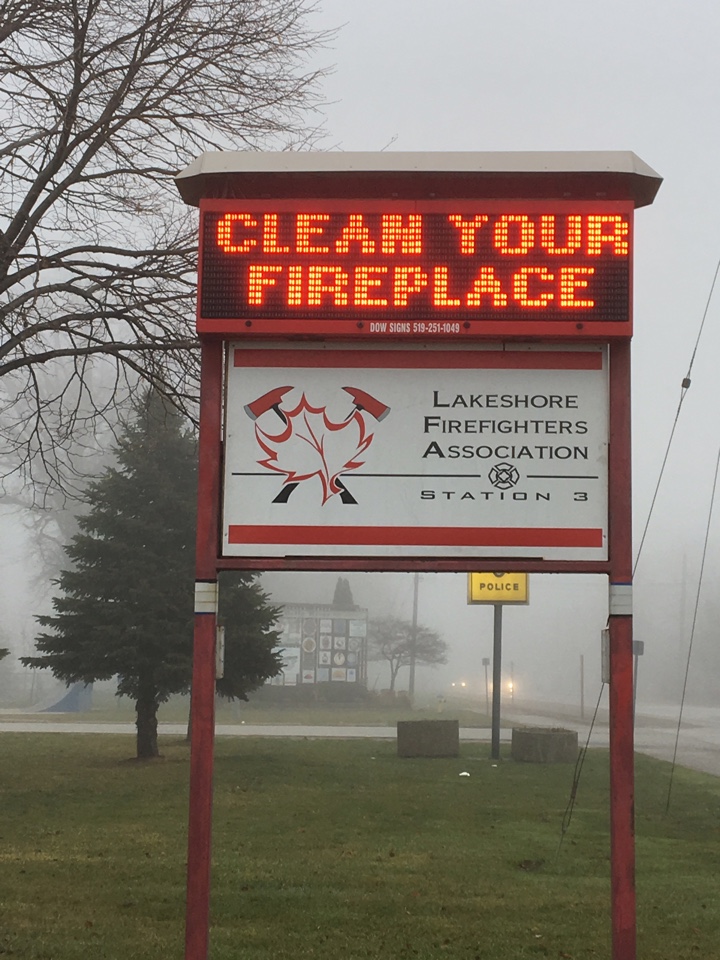 CLEAN YOUR
FIREPLACE
DOW SIGNS 519-251-1049
LAKESHORE
FIREFIGHTERS
ASSOCIATION
STATION 3
POLICE